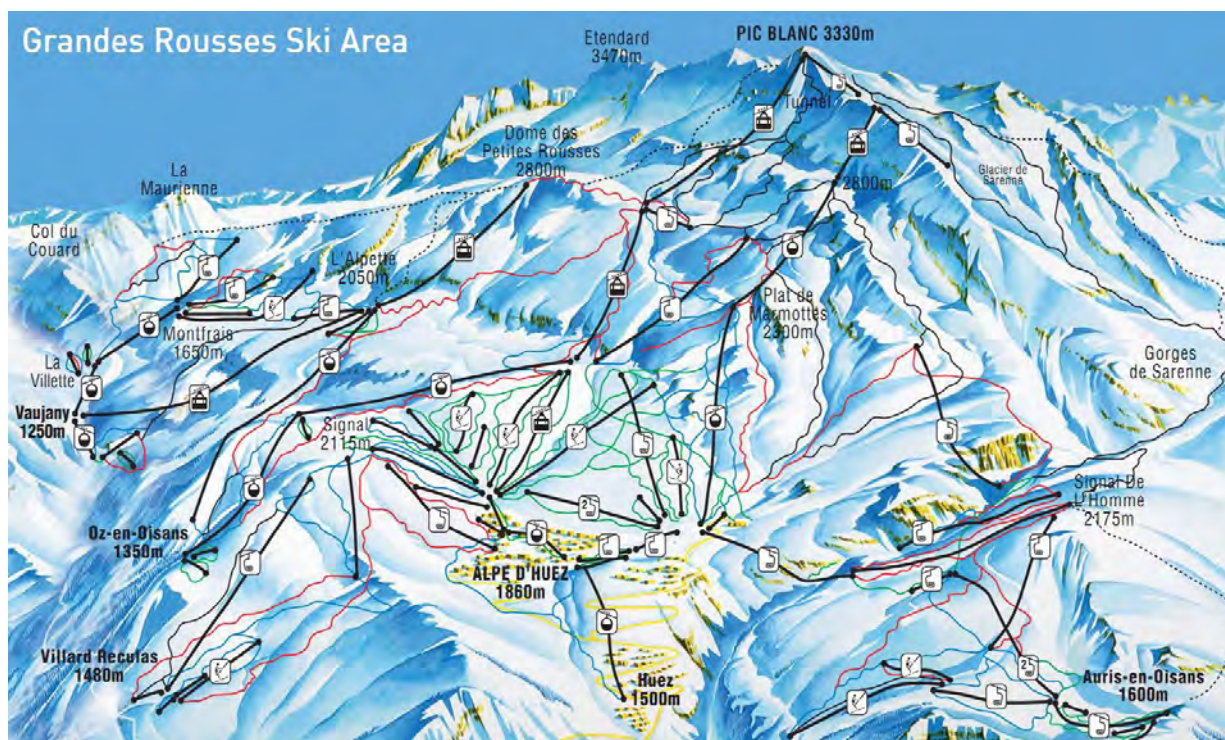 Grandes Rousses Ski Area
Etendard
3470m
PIC BLANC 3330m
Tunnel
Dome des
Petites Rousses
2800m
La
Maurienne
Col du
Couard
L'Alpette
2050m
2800m
Glacier de
Sarenne
Montfrais
1650m
Plat de
Marmottes
2300m
La
Villette
Gorges
de Sarenne
Vaujany
1250m
Signal
2115m
Signal De
L'Homme
2175m
2
Oz-en-Oisans
1350m
ALPE D'HUEZ
1860m
Villard Reculas
1480m
Huez
1500m
2
Auris-en-Oisans
1600m